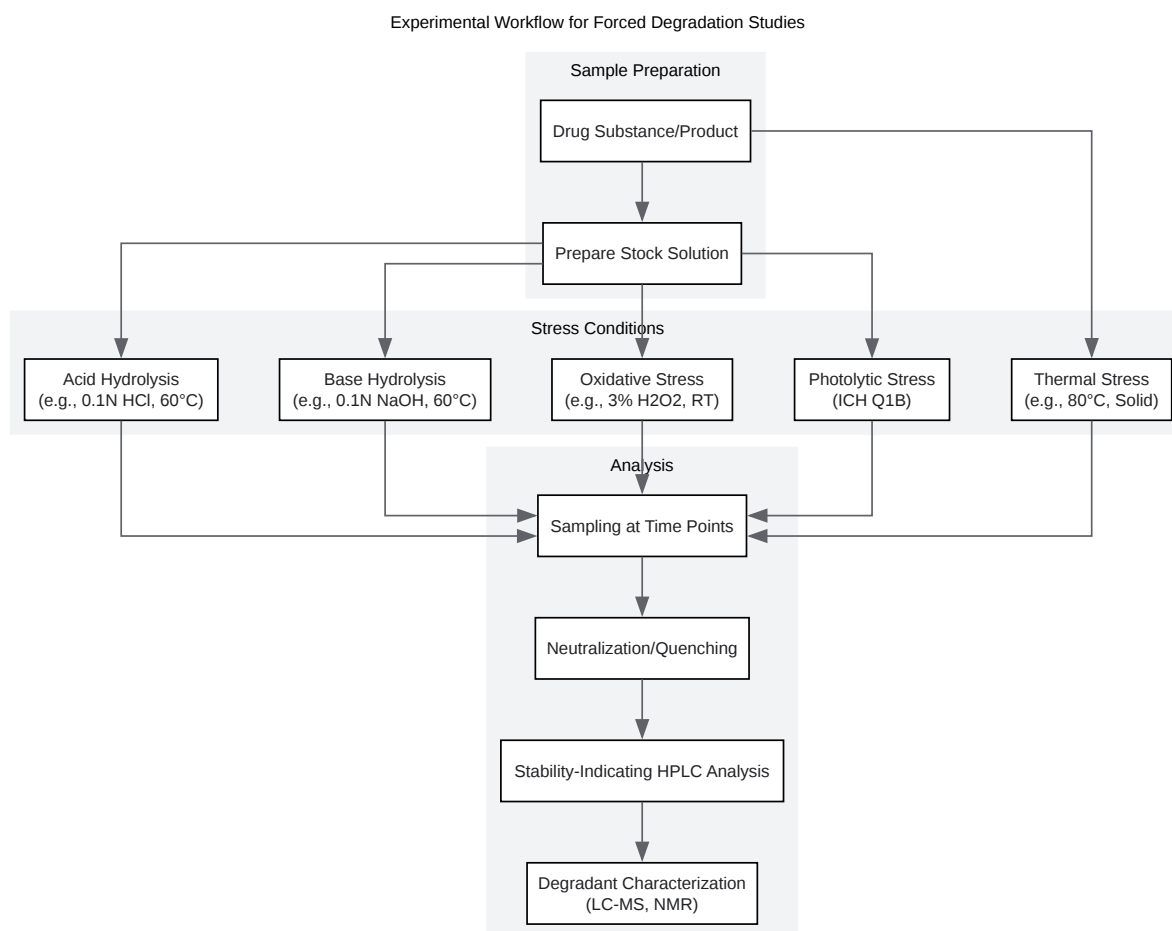 Experimental Workflow for Forced Degradation Studies
Sample Preparation
Drug Substance/Product
Prepare Stock Solution
Stress Conditions
Acid Hydrolysis
(e.g., 0.1N HCl, 60°C)
Base Hydrolysis
(e.g., 0.1N NaOH, 60°C)
Oxidative Stress
(e.g., 3% H2O2, RT)
Photolytic Stress
(ICH Q1B)
Thermal Stress
(e.g., 80°C, Solid)
Analysis
Sampling at Time Points
Neutralization/Quenching
Stability-Indicating HPLC Analysis
Degradant Characterization
(LC-MS, NMR)